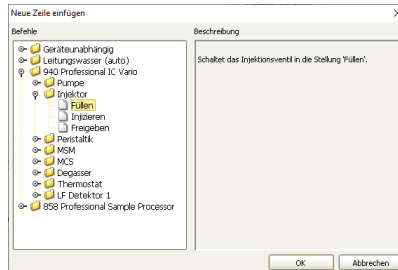 Neue Zeile einfügen
Befehle
Geräteunabhängig
Leitungswasser (auto)
940 Professional IC Vario
Pumpe
Injektor
Füllen
Injizieren
Freigeben
Peristaltik
MSM
MCS
Degasser
Thermostat
LF Detektor 1
858 Professional Sample Processor
Beschreibung
Schaltet das Injektionsventil in die Stellung 'Füllen'.
OK
Abbrechen